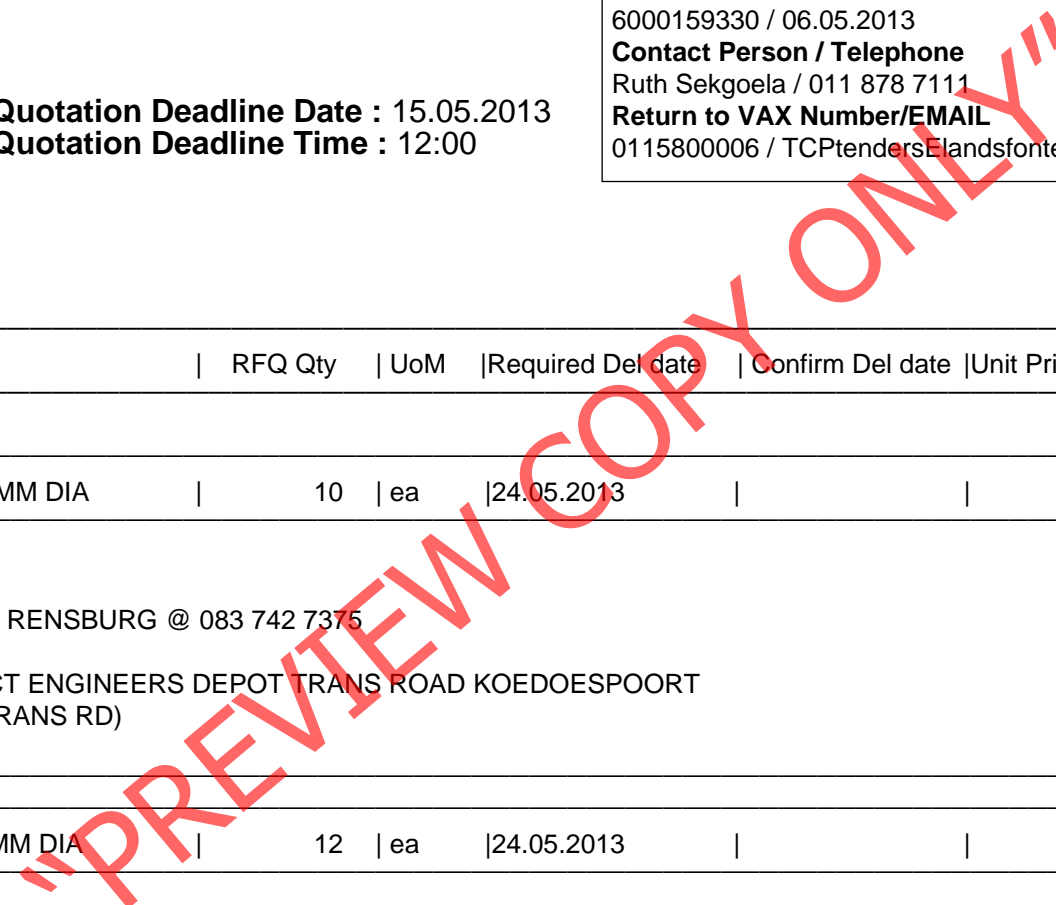 6000159330 / 06.05.2013
Contact Person / Telephone
Ruth Sekgoela / 011 878 7111
Return to VAX Number/EMAIL
0115800006 / TCPtendersElandsfonte
Quotation Deadline Date : 15.05.2013
Quotation Deadline Time : 12:00
| RFQ Qty | UoM |Required Del date | Confirm Del date |Unit Pri
MM DIA | 10 | ea |24.05.2013 | |
RENSBURG @ 083 742 7375
CT ENGINEERS DEPOT TRANS ROAD KOEDOESPOORT
RANS RD)
MM DIA | 12 | ea |24.05.2013 | |
"PREVIEW COPY ONLY"